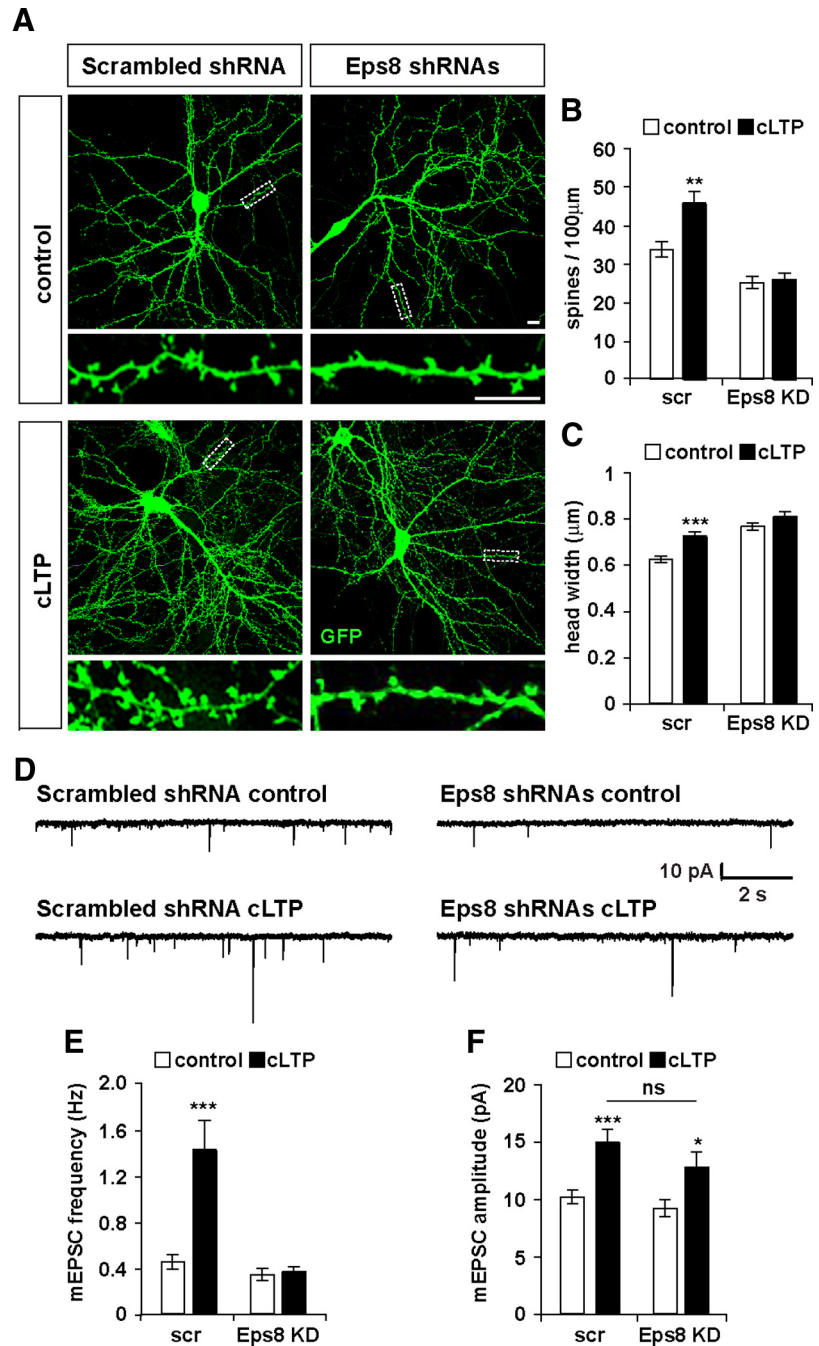 A
Scrambled shRNA
Eps8 shRNAs
control
cLTP
GFP
B
control cLTP
spines / 100μm
60
50
40
30
20
10
0
**
scr Eps8 KD
C
control cLTP
head width (μm)
1
0.8
0.6
0.4
0.2
0
***
scr Eps8 KD
D
Scrambled shRNA control
Eps8 shRNAs control
10 pA
2 s
Scrambled shRNA cLTP
Eps8 shRNAs cLTP
E
control cLTP
mEPSC frequency (Hz)
2.0
1.6
1.2
0.8
0.4
0
***
scr Eps8 KD
F
control cLTP
mEPSC amplitude (pA)
20
15
10
5
0
ns
***
*
scr Eps8 KD